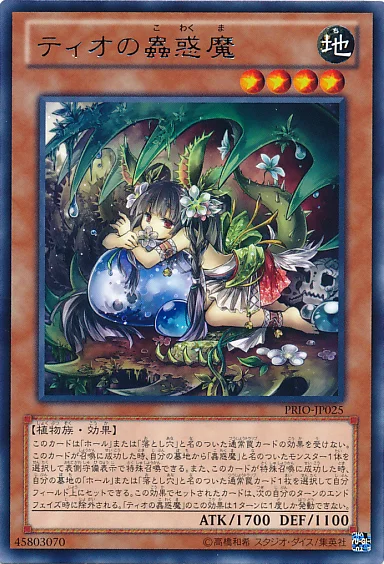 ティオの蟲惑魔
こ わく ま
地
ち
PRIO-JP025
【植物族・効果】
このカードは「ホール」または「落とし穴」と名のついた通常罠カードの効果を受けない。
このカードが召喚に成功した時、自分の墓地から「蟲惑魔」と名のついたモンスター1体を
選択して表側守備表示で特殊召喚できる。また、このカードが特殊召喚に成功した時、
自分の墓地の「ホール」または「落とし穴」と名のついた通常罠カード1枚を選択して自分
フィールド上にセットできる。この効果でセットされたカードは、次の自分のターンのエンド
フェイズ時に除外される。「ティオの蟲惑魔」のこの効果は1ターンに1度しか発動できない。
ATK/1700 DEF/1100
45803070
©高橋和希 スタジオ・ダイス/集英社